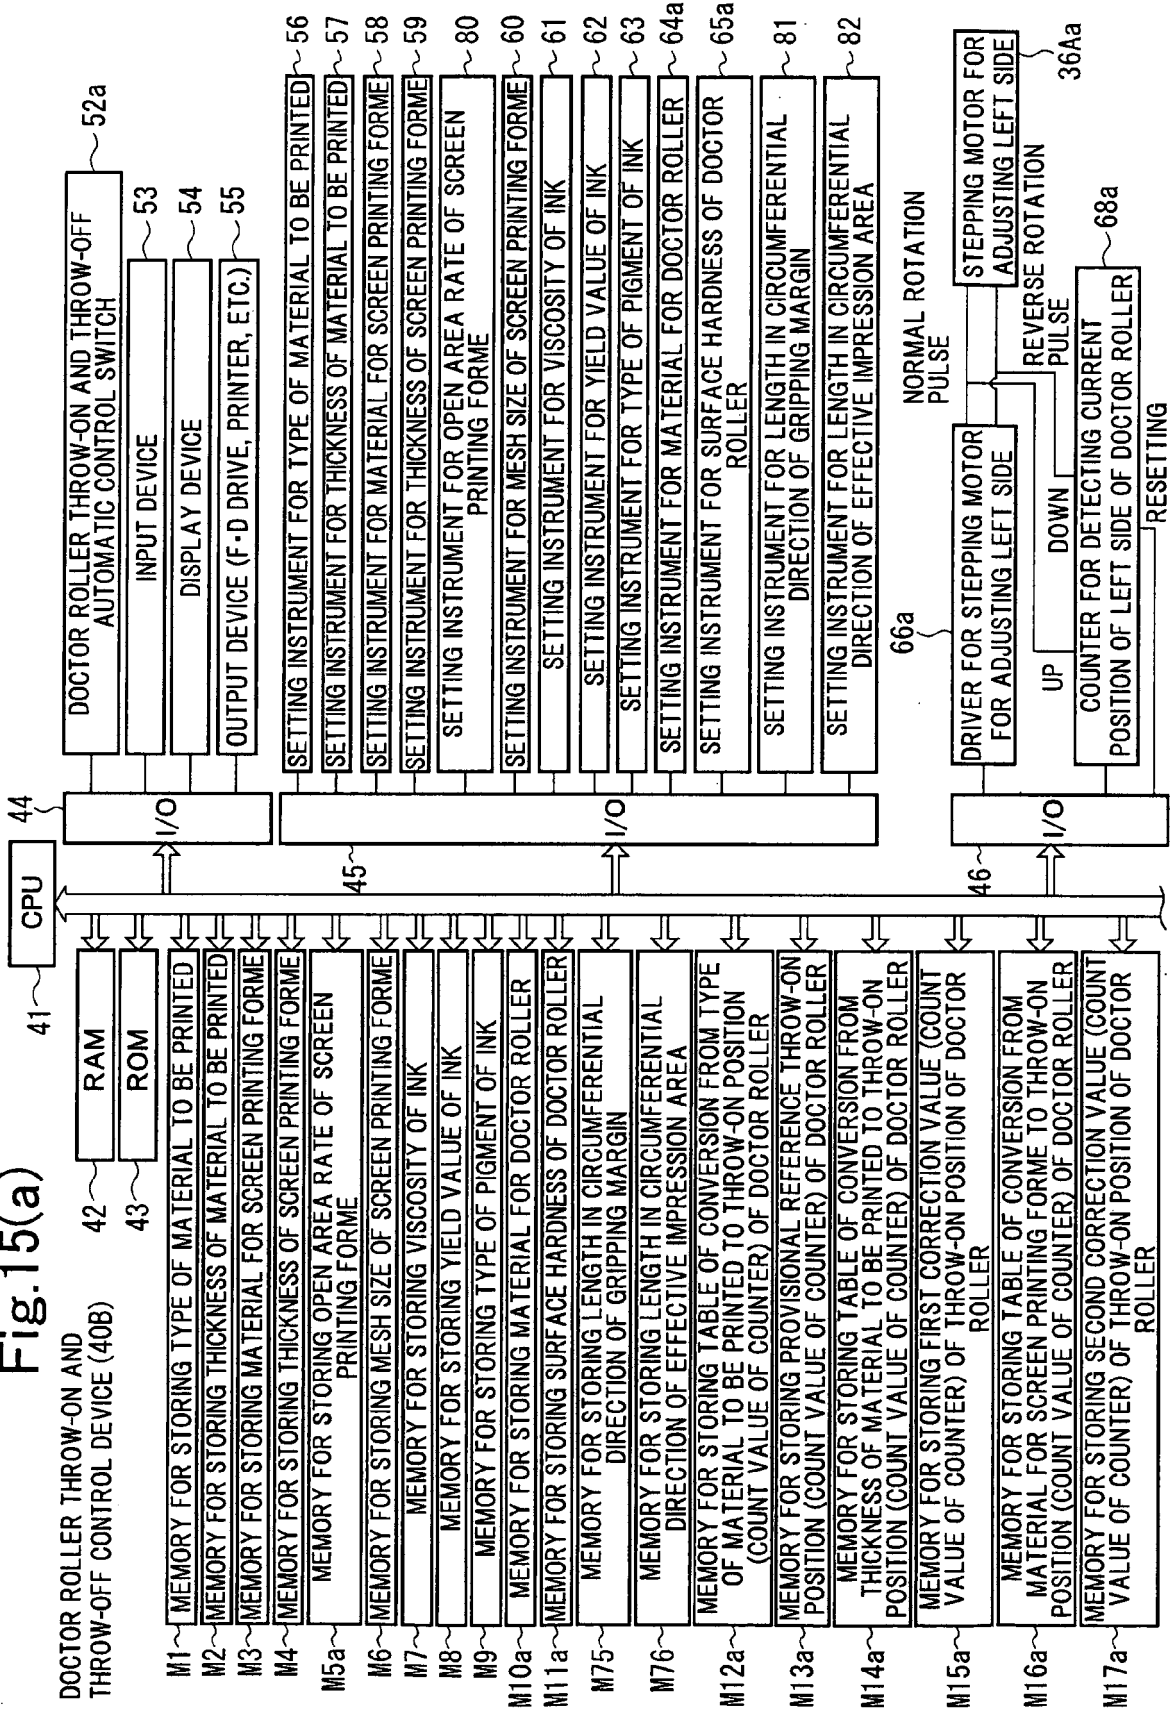 Fig.15(a)
DOCTOR ROLLER THROW-ON AND
THROW-OFF CONTROL DEVICE (40B)
41
CPU
42
RAM
43
ROM
M1
MEMORY FOR STORING TYPE OF MATERIAL TO BE PRINTED
M2
MEMORY FOR STORING THICKNESS OF MATERIAL TO BE PRINTED
M3
MEMORY FOR STORING MATERIAL FOR SCREEN PRINTING FORME
M4
MEMORY FOR STORING THICKNESS OF SCREEN PRINTING FORME
M5a
MEMORY FOR STORING OPEN AREA RATE OF SCREEN
PRINTING FORME
M6
MEMORY FOR STORING MESH SIZE OF SCREEN PRINTING FORME
M7
MEMORY FOR STORING VISCOSITY OF INK
M8
MEMORY FOR STORING YIELD VALUE OF INK
M9
MEMORY FOR STORING TYPE OF PIGMENT OF INK
M10a
MEMORY FOR STORING MATERIAL FOR DOCTOR ROLLER
M11a
MEMORY FOR STORING SURFACE HARDNESS OF DOCTOR ROLLER
M75
MEMORY FOR STORING LENGTH IN CIRCUMFERENTIAL
DIRECTION OF GRIPPING MARGIN
M76
MEMORY FOR STORING LENGTH IN CIRCUMFERENTIAL
DIRECTION OF EFFECTIVE IMPRESSION AREA
M12a
MEMORY FOR STORING TABLE OF CONVERSION FROM TYPE
OF MATERIAL TO BE PRINTED TO THROW-ON POSITION
(COUNT VALUE OF COUNTER) OF DOCTOR ROLLER
M13a
MEMORY FOR STORING PROVISIONAL REFERENCE THROW-ON
POSITION (COUNT VALUE OF COUNTER) OF DOCTOR ROLLER
M14a
MEMORY FOR STORING TABLE OF CONVERSION FROM
THICKNESS OF MATERIAL TO BE PRINTED TO THROW-ON
POSITION (COUNT VALUE OF COUNTER) OF DOCTOR ROLLER
M15a
MEMORY FOR STORING FIRST CORRECTION VALUE (COUNT
VALUE OF COUNTER) OF THROW-ON POSITION OF DOCTOR
ROLLER
M16a
MEMORY FOR STORING TABLE OF CONVERSION FROM
MATERIAL FOR SCREEN PRINTING FORME TO THROW-ON
POSITION (COUNT VALUE OF COUNTER) OF DOCTOR ROLLER
M17a
MEMORY FOR STORING SECOND CORRECTION VALUE (COUNT
VALUE OF COUNTER) OF THROW-ON POSITION OF DOCTOR
ROLLER
44
I/O
DOCTOR ROLLER THROW-ON AND THROW-OFF
AUTOMATIC CONTROL SWITCH
52a
INPUT DEVICE
53
DISPLAY DEVICE
54
OUTPUT DEVICE (F·D DRIVE, PRINTER, ETC.)
55
45
I/O
SETTING INSTRUMENT FOR TYPE OF MATERIAL TO BE PRINTED
56
SETTING INSTRUMENT FOR THICKNESS OF MATERIAL TO BE PRINTED
57
SETTING INSTRUMENT FOR MATERIAL FOR SCREEN PRINTING FORME
58
SETTING INSTRUMENT FOR THICKNESS OF SCREEN PRINTING FORME
59
SETTING INSTRUMENT FOR OPEN AREA RATE OF SCREEN
PRINTING FORME
80
SETTING INSTRUMENT FOR MESH SIZE OF SCREEN PRINTING FORME
60
SETTING INSTRUMENT FOR VISCOSITY OF INK
61
SETTING INSTRUMENT FOR YIELD VALUE OF INK
62
SETTING INSTRUMENT FOR TYPE OF PIGMENT OF INK
63
SETTING INSTRUMENT FOR MATERIAL FOR DOCTOR ROLLER
64a
SETTING INSTRUMENT FOR SURFACE HARDNESS OF DOCTOR
ROLLER
65a
SETTING INSTRUMENT FOR LENGTH IN CIRCUMFERENTIAL
DIRECTION OF GRIPPING MARGIN
81
SETTING INSTRUMENT FOR LENGTH IN CIRCUMFERENTIAL
DIRECTION OF EFFECTIVE IMPRESSION AREA
82
46
I/O
66a
DRIVER FOR STEPPING MOTOR
FOR ADJUSTING LEFT SIDE
NORMAL ROTATION
PULSE
STEPPING MOTOR FOR
ADJUSTING LEFT SIDE
36Aa
REVERSE ROTATION
PULSE
UP
DOWN
COUNTER FOR DETECTING CURRENT
POSITION OF LEFT SIDE OF DOCTOR ROLLER
68a
RESETTING